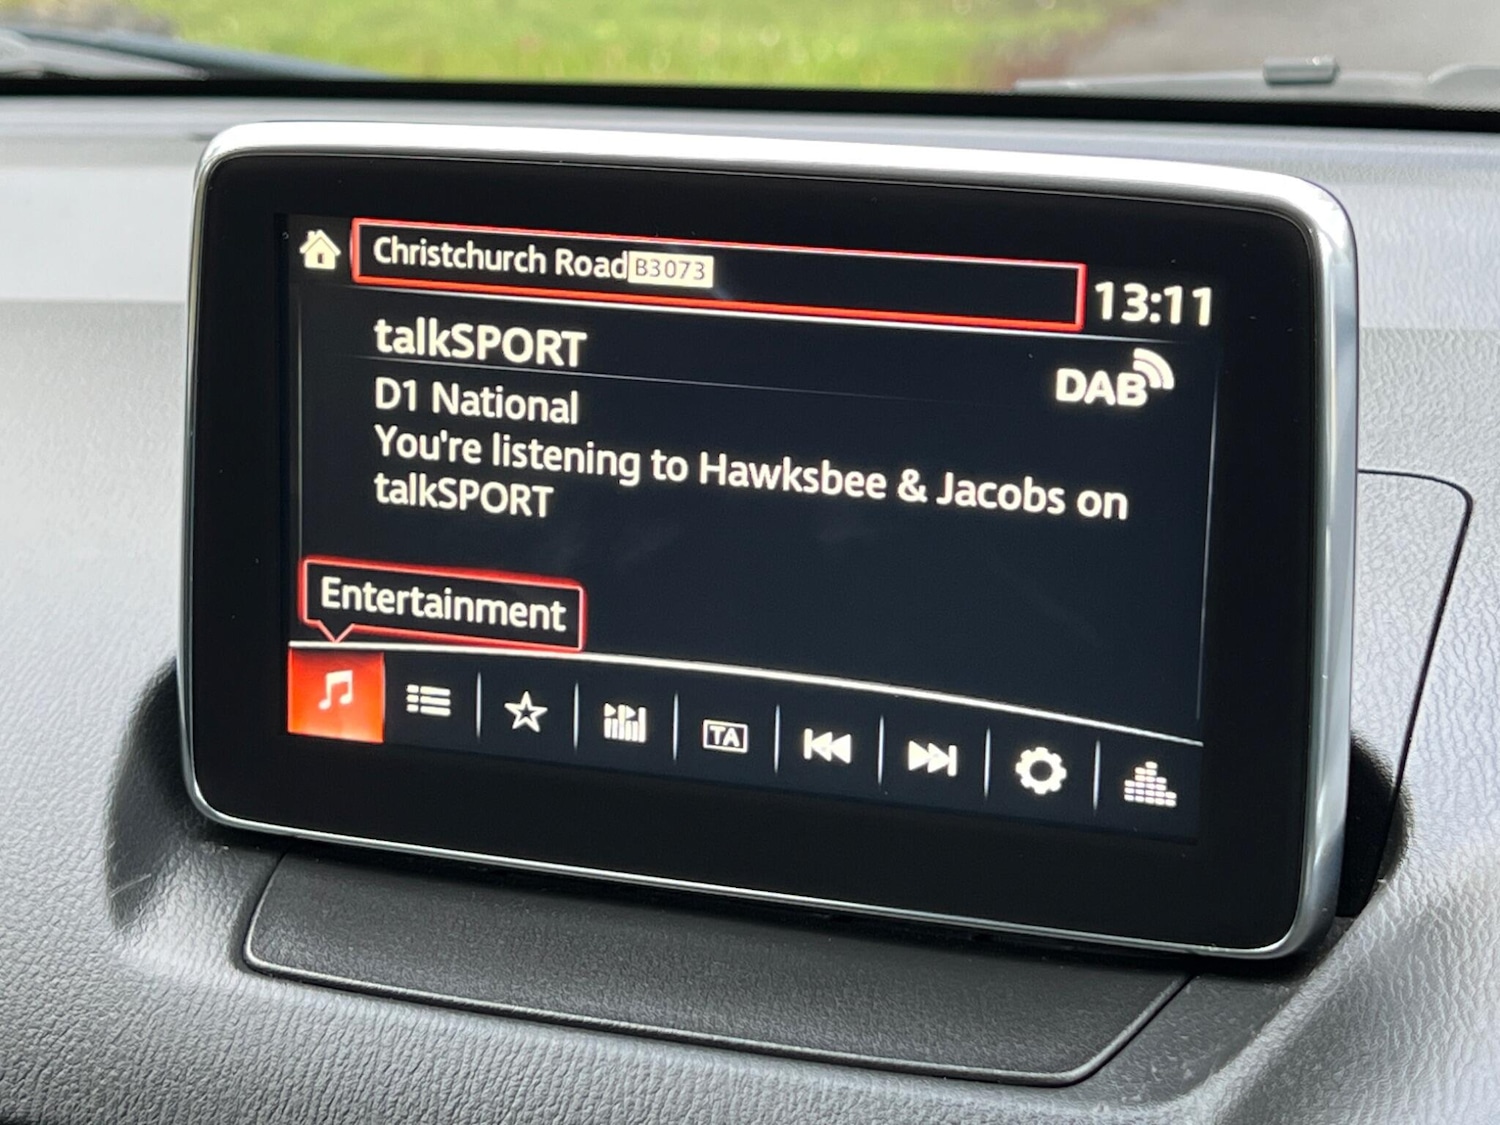 Christchurch Road B3073
13:11
talkSPORT
DAB
D1 National
You're listening to Hawksbee & Jacobs on
talkSPORT
Entertainment
TA